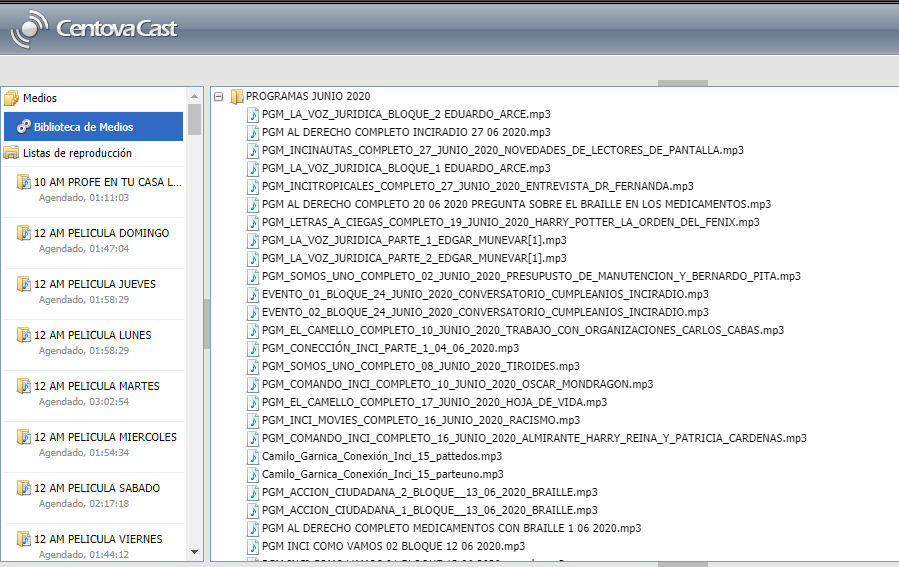 CentovaCast
Medios
Biblioteca de Medios
Listas de reproducción
10 AM PROFE EN TU CASA L...
Agendado, 01:11:03
12 AM PELICULA DOMINGO
Agendado, 01:47:04
12 AM PELICULA JUEVES
Agendado, 01:58:29
12 AM PELICULA LUNES
Agendado, 01:58:29
12 AM PELICULA MARTES
Agendado, 03:02:54
12 AM PELICULA MIERCOLES
Agendado, 01:54:34
12 AM PELICULA SABADO
Agendado, 02:17:18
12 AM PELICULA VIERNES
Agendado, 01:44:12
PROGRAMAS JUNIO 2020
PGM_LA_VOZ_JURIDICA_BLOQUE_2 EDUARDO_ARCE.mp3
PGM AL DERECHO COMPLETO INCIRADIO 27 06 2020.mp3
PGM_INCINAUTAS_COMPLETO_27_JUNIO_2020_NOVEDADES_DE_LECTORES_DE_PANTALLA.mp3
PGM_LA_VOZ_JURIDICA_BLOQUE_1 EDUARDO_ARCE.mp3
PGM_INCITROPICALES_COMPLETO_27_JUNIO_2020_ENTREVISTA_DR_FERNANDA.mp3
PGM AL DERECHO COMPLETO 20 06 2020 PREGUNTA SOBRE EL BRAILLE EN LOS MEDICAMENTOS.mp3
PGM_LETRAS_A_CIEGAS_COMPLETO_19_JUNIO_2020_HARRY_POTTER_LA_ORDEN_DEL_FENIX.mp3
PGM_LA_VOZ_JURIDICA_PARTE_1_EDGAR_MUNEVAR[1].mp3
PGM_LA_VOZ_JURIDICA_PARTE_2_EDGAR_MUNEVAR[1].mp3
PGM_SOMOS_UNO_COMPLETO_02_JUNIO_2020_PRESUPUSTO_DE_MANUTENCION_Y_BERNARDO_PITA.mp3
EVENTO_01_BLOQUE_24_JUNIO_2020_CONVERSATORIO_CUMPLEANIOS_INCIRADIO.mp3
EVENTO_02_BLOQUE_24_JUNIO_2020_CONVERSATORIO_CUMPLEANIOS_INCIRADIO.mp3
PGM_EL_CAMELLO_COMPLETO_10_JUNIO_2020_TRABAJO_CON_ORGANIZACIONES_CARLOS_CABAS.mp3
PGM_CONECCIÓN_INCI_PARTE_1_04_06_2020.mp3
PGM_SOMOS_UNO_COMPLETO_08_JUNIO_2020_TIROIDES.mp3
PGM_COMANDO_INCI_COMPLETO_10_JUNIO_2020_OSCAR_MONDRAGON.mp3
PGM_EL_CAMELLO_COMPLETO_17_JUNIO_2020_HOJA_DE_VIDA.mp3
PGM_INCI_MOVIES_COMPLETO_16_JUNIO_2020_RACISMO.mp3
PGM_COMANDO_INCI_COMPLETO_16_JUNIO_2020_ALMIRANTE_HARRY_REINA_Y_PATRICIA_CARDENAS.mp3
Camilo_Garnica_Conexión_Inci_15_pattedos.mp3
Camilo_Garnica_Conexión_Inci_15_parteuno.mp3
PGM_ACCION_CIUDADANA_2_BLOQUE__13_06_2020_BRAILLE.mp3
PGM_ACCION_CIUDADANA_1_BLOQUE__13_06_2020_BRAILLE.mp3
PGM AL DERECHO COMPLETO MEDICAMENTOS CON BRAILLE 1 06 2020.mp3
PGM INCI COMO VAMOS 02 BLOQUE 12 06 2020.mp3